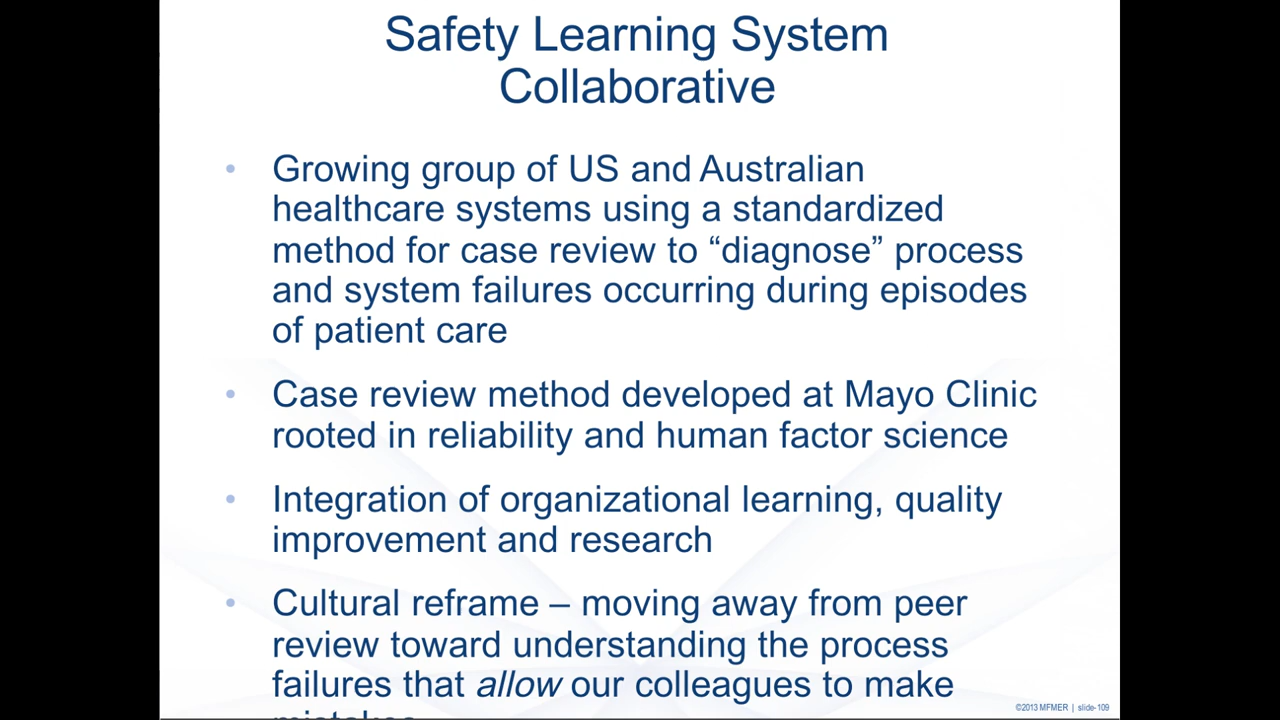 Safety Learning System
Collaborative
• Growing group of US and Australian
healthcare systems using a standardized
method for case review to “diagnose” process
and system failures occurring during episodes
of patient care
• Case review method developed at Mayo Clinic
rooted in reliability and human factor science
• Integration of organizational learning, quality
improvement and research
• Cultural reframe – moving away from peer
review toward understanding the process
failures that allow our colleagues to make
©2013 MFMER | slide-109